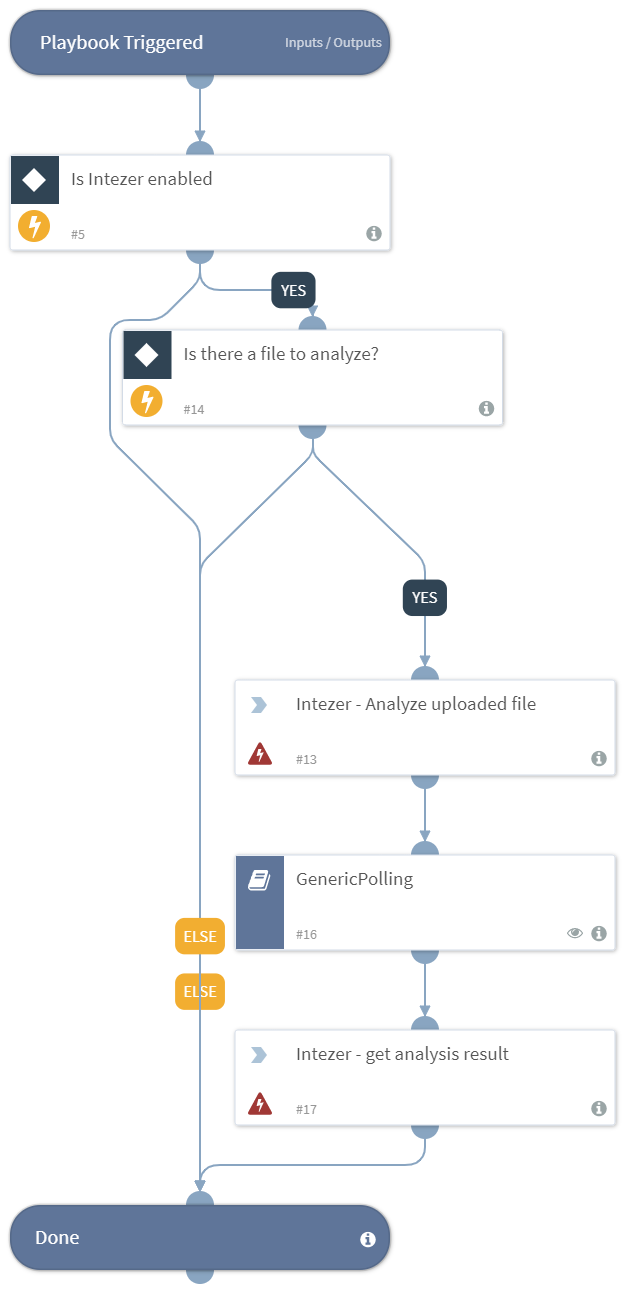 Playbook Triggered
Inputs / Outputs
Is Intezer enabled
#5
YES
Is there a file to analyze?
#14
YES
Intezer - Analyze uploaded file
#13
GenericPolling
#16
ELSE
ELSE
Intezer - get analysis result
#17
Done